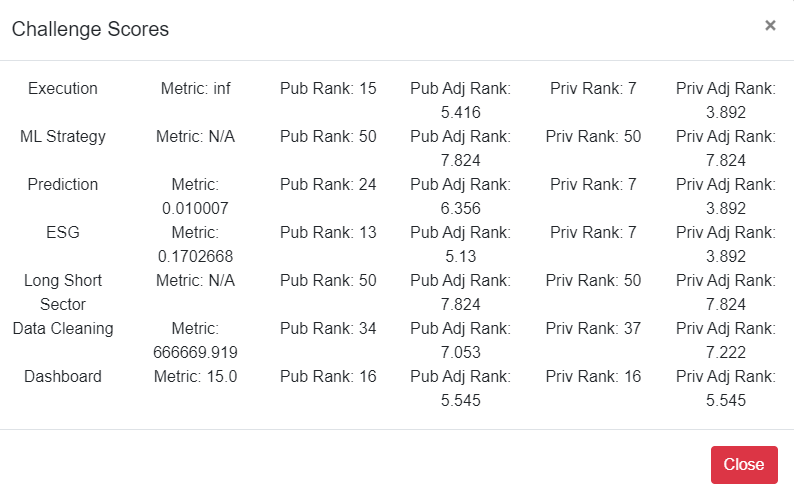 Challenge Scores ×
Execution Metric: inf Pub Rank: 15 Pub Adj Rank: Priv Rank: 7 Priv Adj Rank:
5.416 3.892
ML Strategy Metric: N/A Pub Rank: 50 Pub Adj Rank: Priv Rank: 50 Priv Adj Rank:
7.824 7.824
Prediction Metric: Pub Rank: 24 Pub Adj Rank: Priv Rank: 7 Priv Adj Rank:
0.010007 6.356 3.892
ESG Metric: Pub Rank: 13 Pub Adj Rank: Priv Rank: 7 Priv Adj Rank:
0.1702668 5.13 3.892
Long Short Metric: N/A Pub Rank: 50 Pub Adj Rank: Priv Rank: 50 Priv Adj Rank:
Sector 7.824 7.824
Data Cleaning Metric: Pub Rank: 34 Pub Adj Rank: Priv Rank: 37 Priv Adj Rank:
666669.919 7.053 7.222
Dashboard Metric: 15.0 Pub Rank: 16 Pub Adj Rank: Priv Rank: 16 Priv Adj Rank:
5.545 5.545
Close